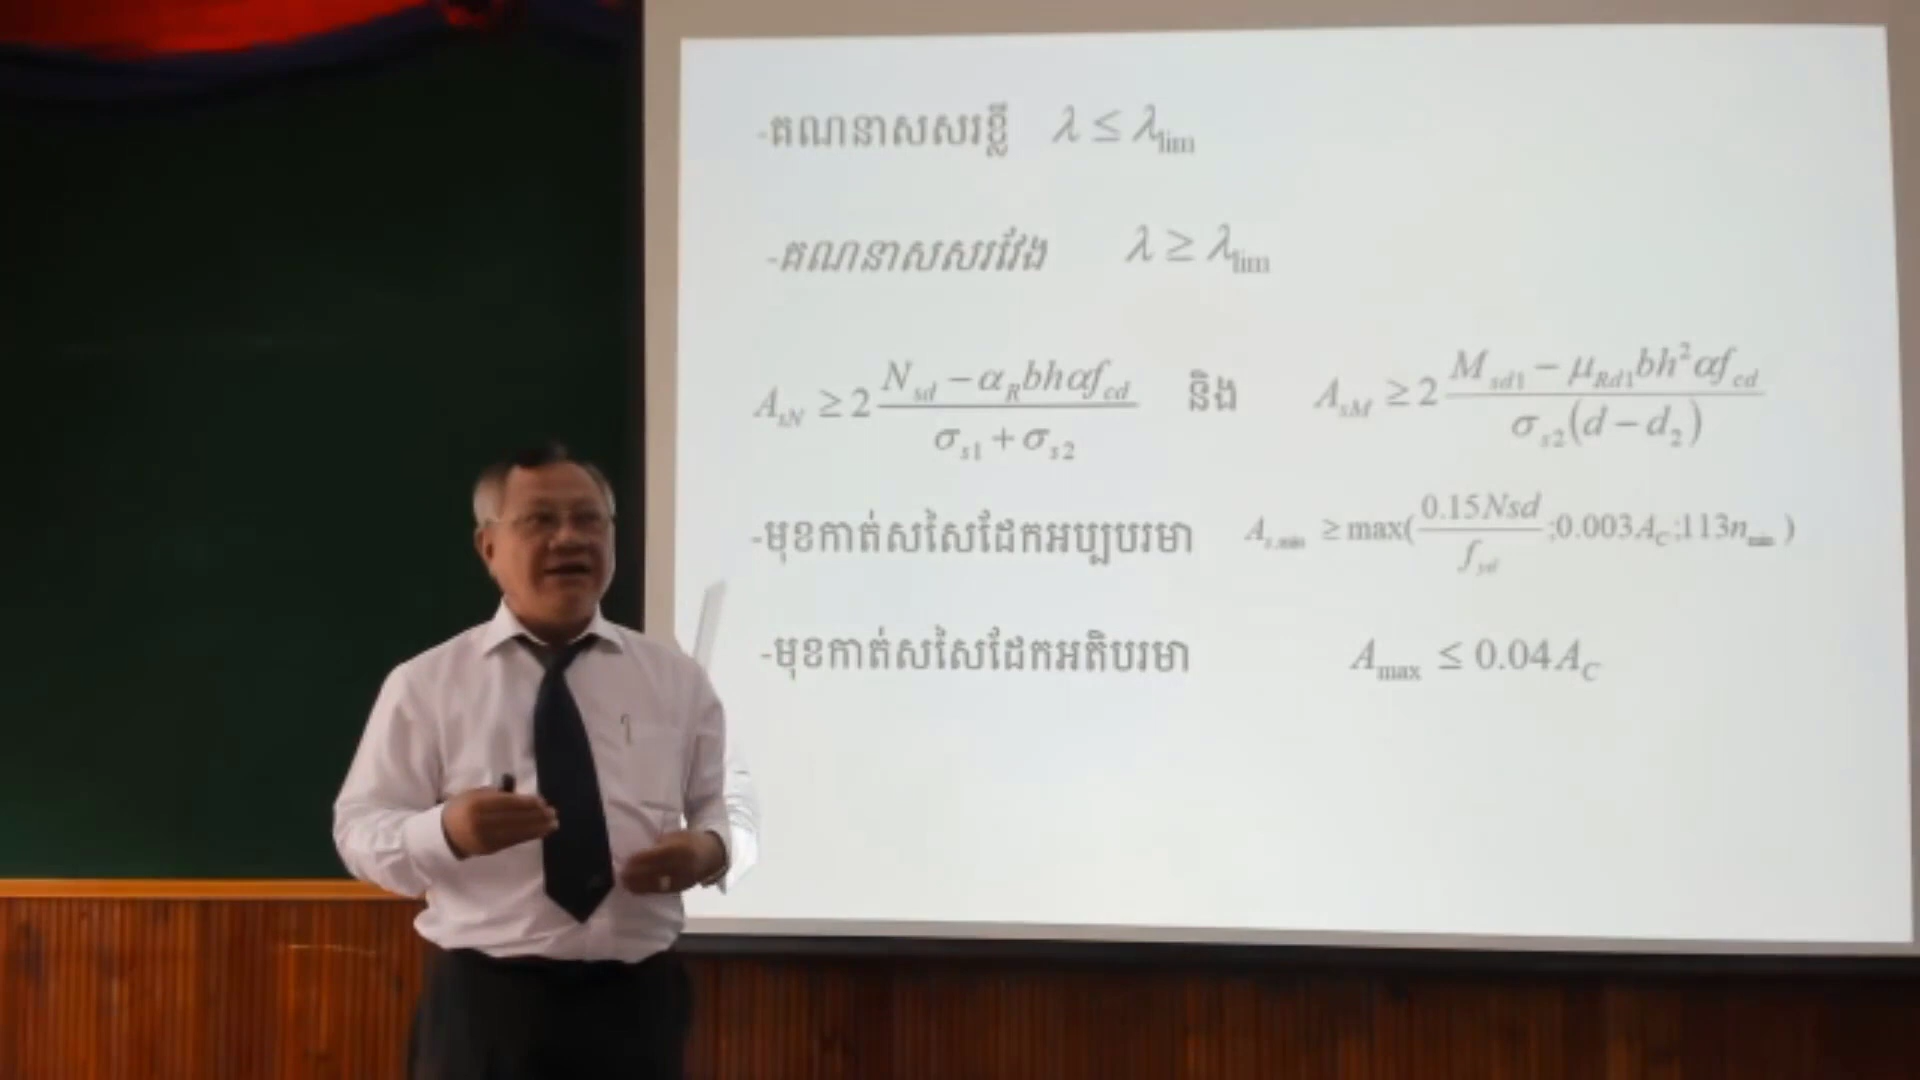 -គណនាសសរខ្លី λ ≤ λ_lim
-គណនាសសរវែង λ ≥ λ_lim
A_sN ≥ 2 (N_sd − α_R bhαf_cd) / (σ_s1 + σ_s2) និង A_sM ≥ 2 (M_sd1 − μ_Rd1 bh² αf_cd) / (σ_s2 (d − d_2))
-មុខកាត់សសៃដែកអប្បបរមា A_s,min ≥ max( 0.15Nsd / f_yd ;0.003A_C ;113n_min )
-មុខកាត់សសៃដែកអតិបរមា A_max ≤ 0.04A_C